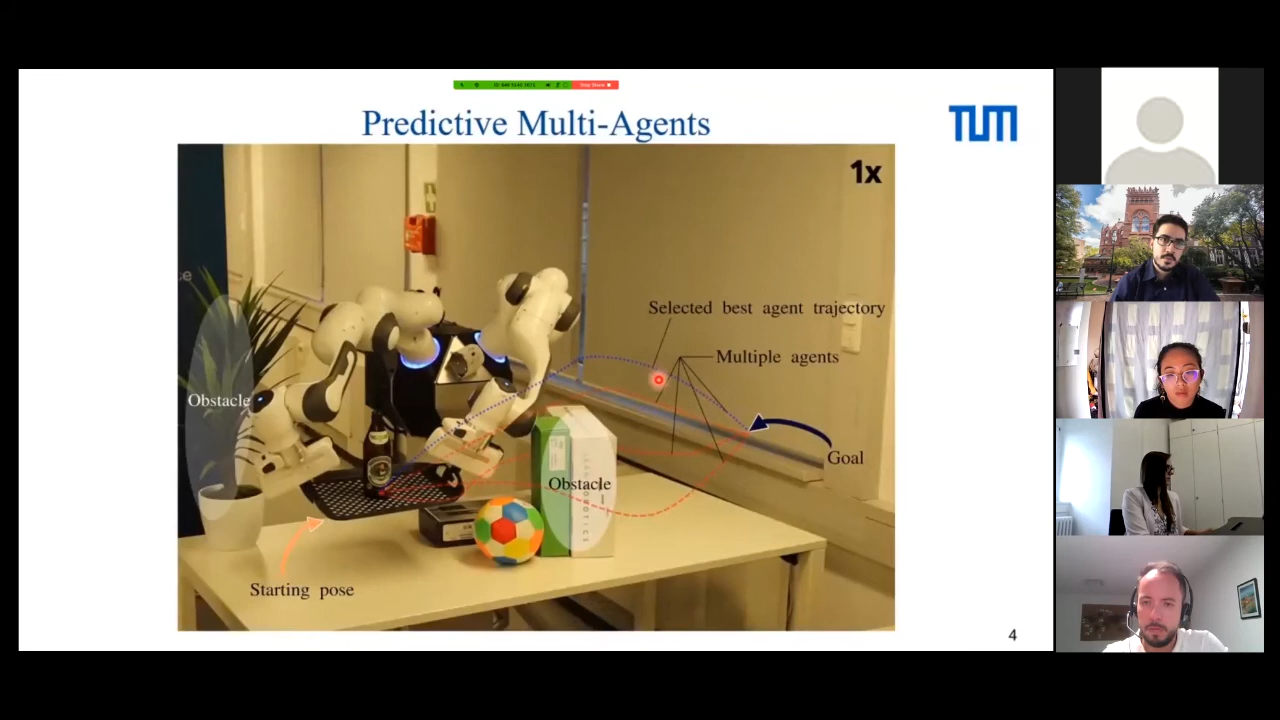 Predictive Multi-Agents
TUM
1x
Selected best agent trajectory
Multiple agents
Obstacle
Goal
Obstacle
Starting pose
4